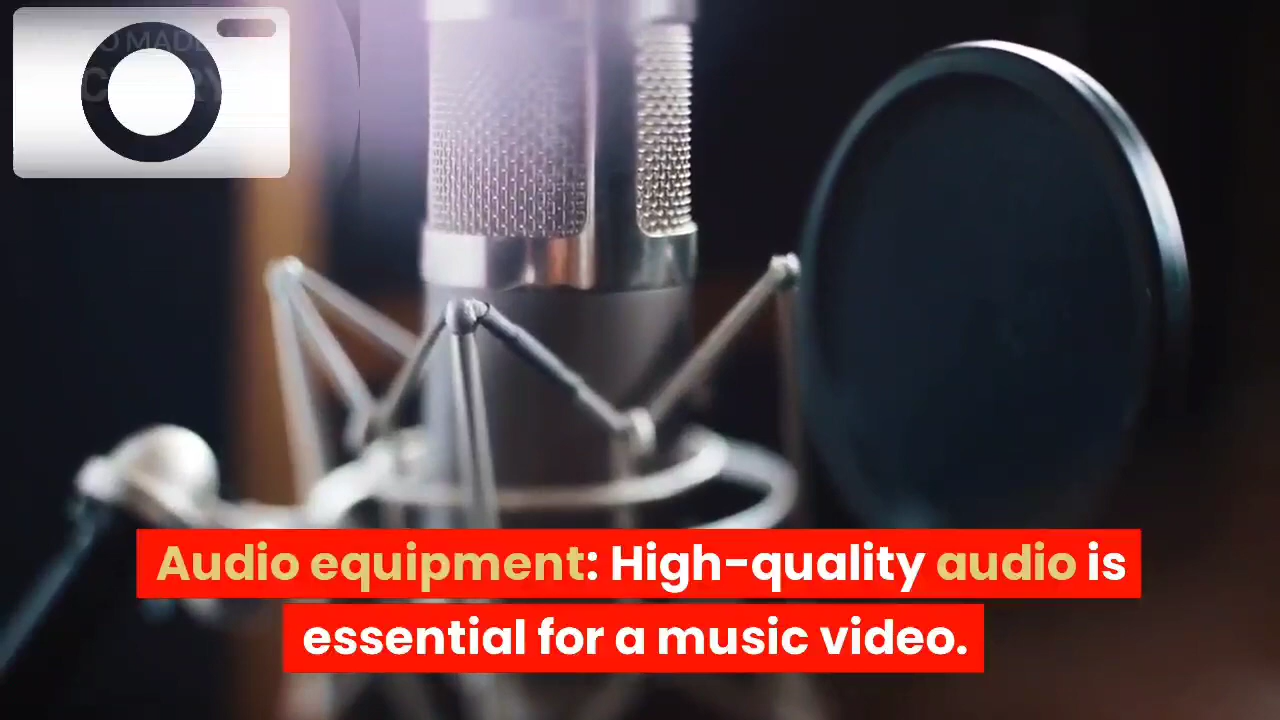 Audio equipment: High-quality audio is
essential for a music video.